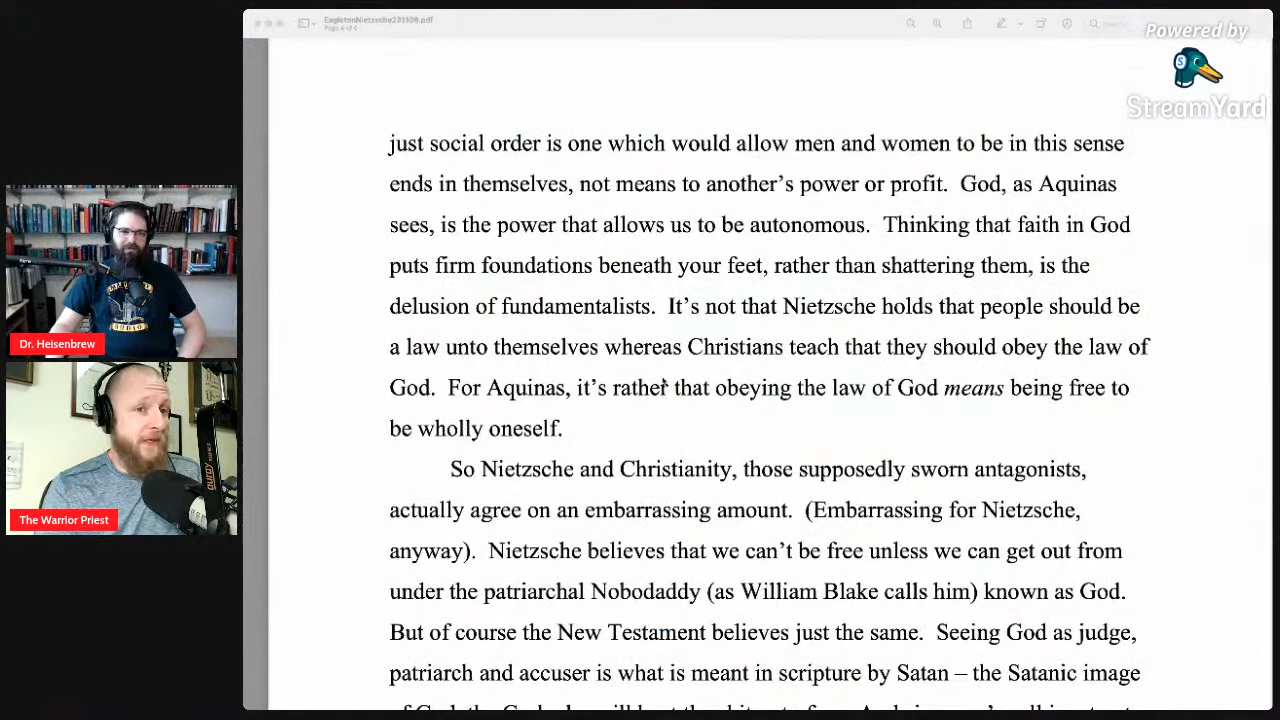 EagletonNietzsche231108.pdf
Page 4 of 4
Search
Powered by
StreamYard
just social order is one which would allow men and women to be in this sense
ends in themselves, not means to another’s power or profit.  God, as Aquinas
sees, is the power that allows us to be autonomous.  Thinking that faith in God
puts firm foundations beneath your feet, rather than shattering them, is the
delusion of fundamentalists.  It’s not that Nietzsche holds that people should be
a law unto themselves whereas Christians teach that they should obey the law of
God.  For Aquinas, it’s rather that obeying the law of God means being free to
be wholly oneself.
So Nietzsche and Christianity, those supposedly sworn antagonists,
actually agree on an embarrassing amount.  (Embarrassing for Nietzsche,
anyway).  Nietzsche believes that we can’t be free unless we can get out from
under the patriarchal Nobodaddy (as William Blake calls him) known as God.
But of course the New Testament believes just the same.  Seeing God as judge,
patriarch and accuser is what is meant in scripture by Satan – the Satanic image
AUDIO
Dr. Heisenbrew
The Warrior Priest